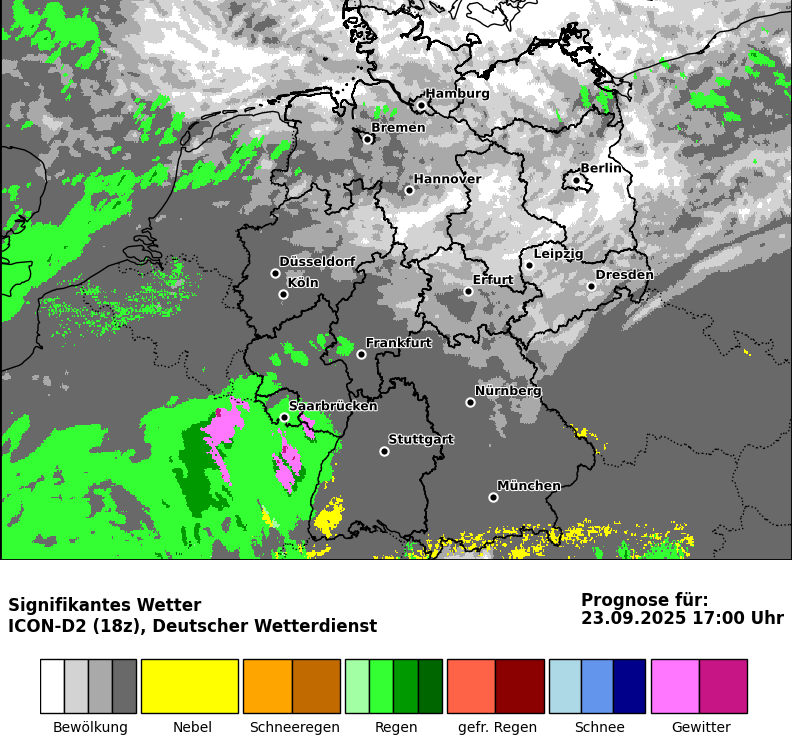 Hamburg
Bremen
Berlin
Hannover
Leipzig
Düsseldorf
Dresden
Köln
Erfurt
Frankfurt
Nürnberg
Saarbrücken
Stuttgart
München
Signifikantes Wetter
ICON-D2 (18z), Deutscher Wetterdienst
Prognose für:
23.09.2025 17:00 Uhr
Bewölkung
Nebel
Schneeregen
Regen
gefr. Regen
Schnee
Gewitter